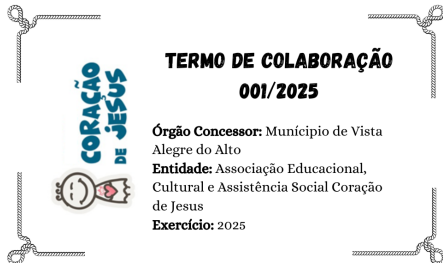 CORAÇÃO
DE JESUS
TERMO DE COLABORAÇÃO
001/2025
Órgão Concessor: Munícipio de Vista
Alegre do Alto
Entidade: Associação Educacional,
Cultural e Assistência Social Coração
de Jesus
Exercício: 2025